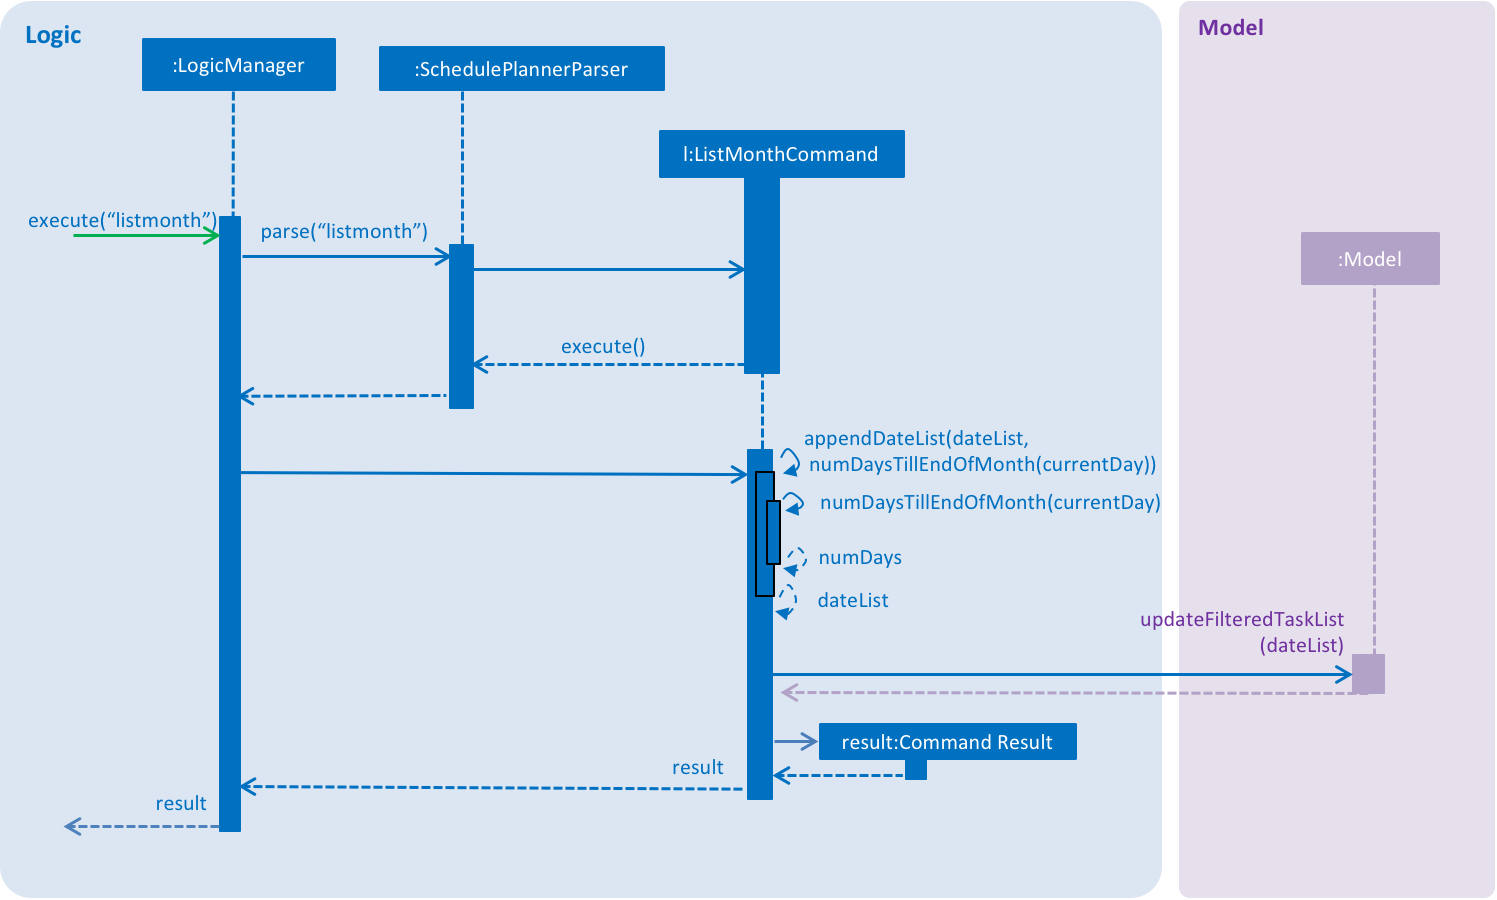 Logic
Model
:LogicManager
:SchedulePlannerParser
l:ListMonthCommand
execute(“listmonth”)
parse(“listmonth”)
:Model
execute()
appendDateList(dateList,
numDaysTillEndOfMonth(currentDay))
numDaysTillEndOfMonth(currentDay)
numDays
dateList
updateFilteredTaskList
(dateList)
result:Command Result
result
result